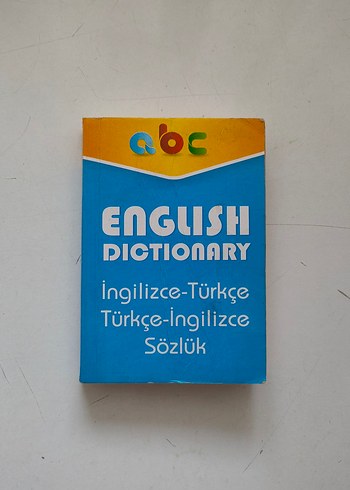 abc
ENGLISH
DICTIONARY
İngilizce-Türkçe
Türkçe-İngilizce
Sözlük